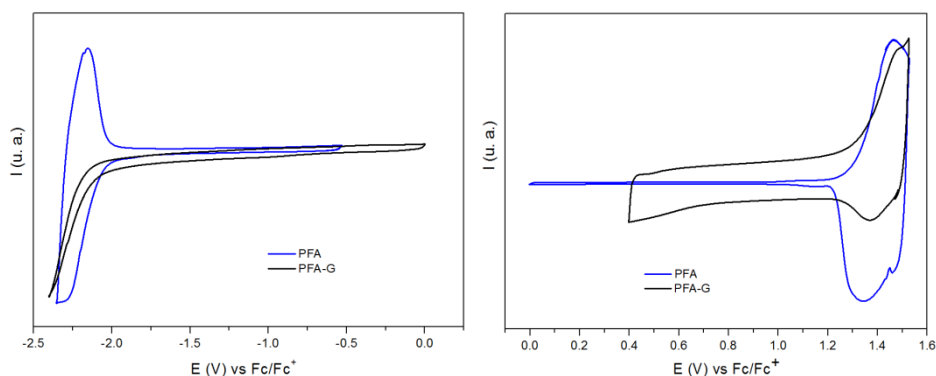 I (u. a.)
PFA
PFA-G
-2.5 -2.0 -1.5 -1.0 -0.5 0.0
E (V) vs Fc/Fc+
I (u. a.)
PFA
PFA-G
0.0 0.2 0.4 0.6 0.8 1.0 1.2 1.4 1.6
E (V) vs Fc/Fc+